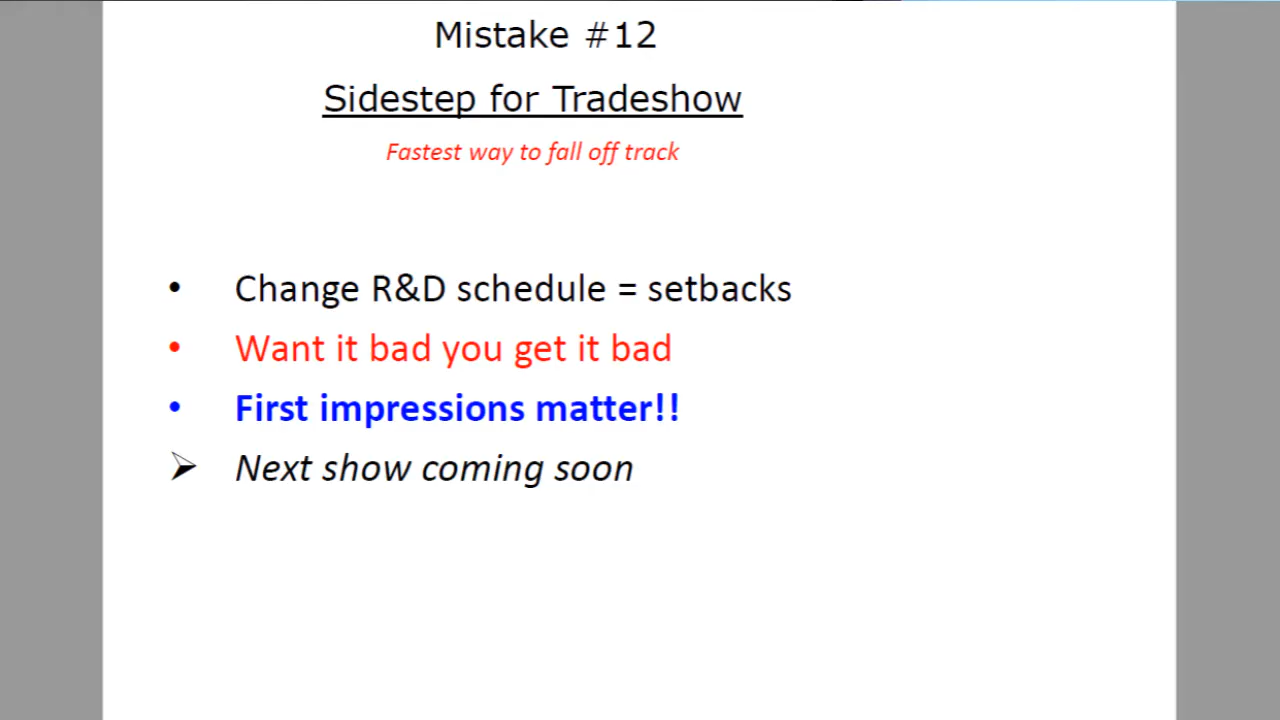 Mistake #12
Sidestep for Tradeshow
Fastest way to fall off track
• Change R&D schedule = setbacks
• Want it bad you get it bad
• First impressions matter!!
➢ Next show coming soon